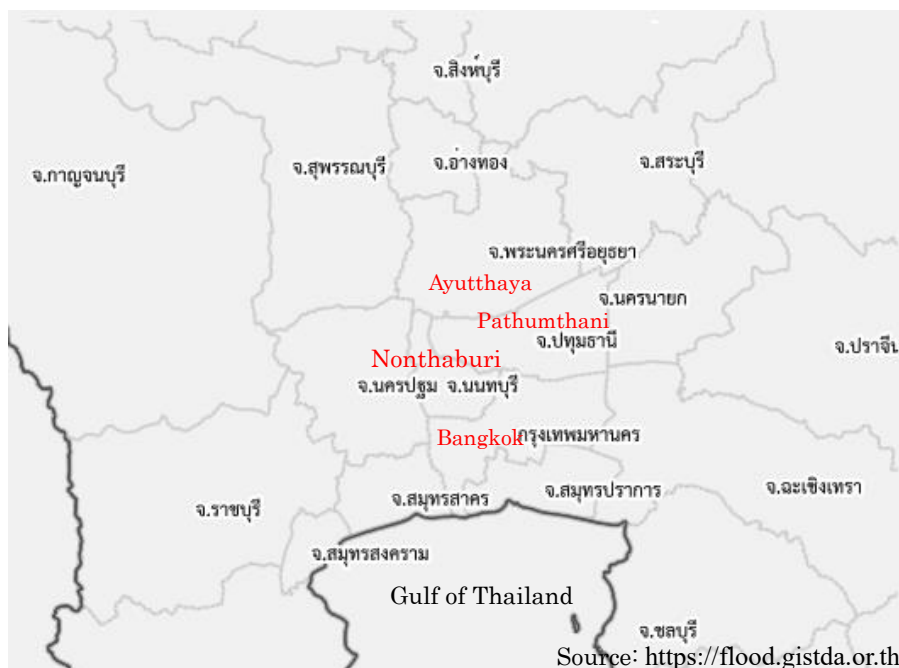 จ.สิงห์บุรี
จ.กาญจนบุรี
จ.สุพรรณบุรี
จ.อ่างทอง
จ.สระบุรี
จ.พระนครศรีอยุธยา
Ayutthaya
จ.นครนายก
Pathumthani
จ.ปทุมธานี
จ.ปราจีน
Nonthaburi
จ.นครปฐม
จ.นนทบุรี
Bangkok
กรุงเทพมหานคร
จ.ราชบุรี
จ.สมุทรสาคร
จ.สมุทรปราการ
จ.ฉะเชิงเทรา
จ.สมุทรสงคราม
Gulf of Thailand
จ.ชลบุรี
Source: https://flood.gistda.or.th